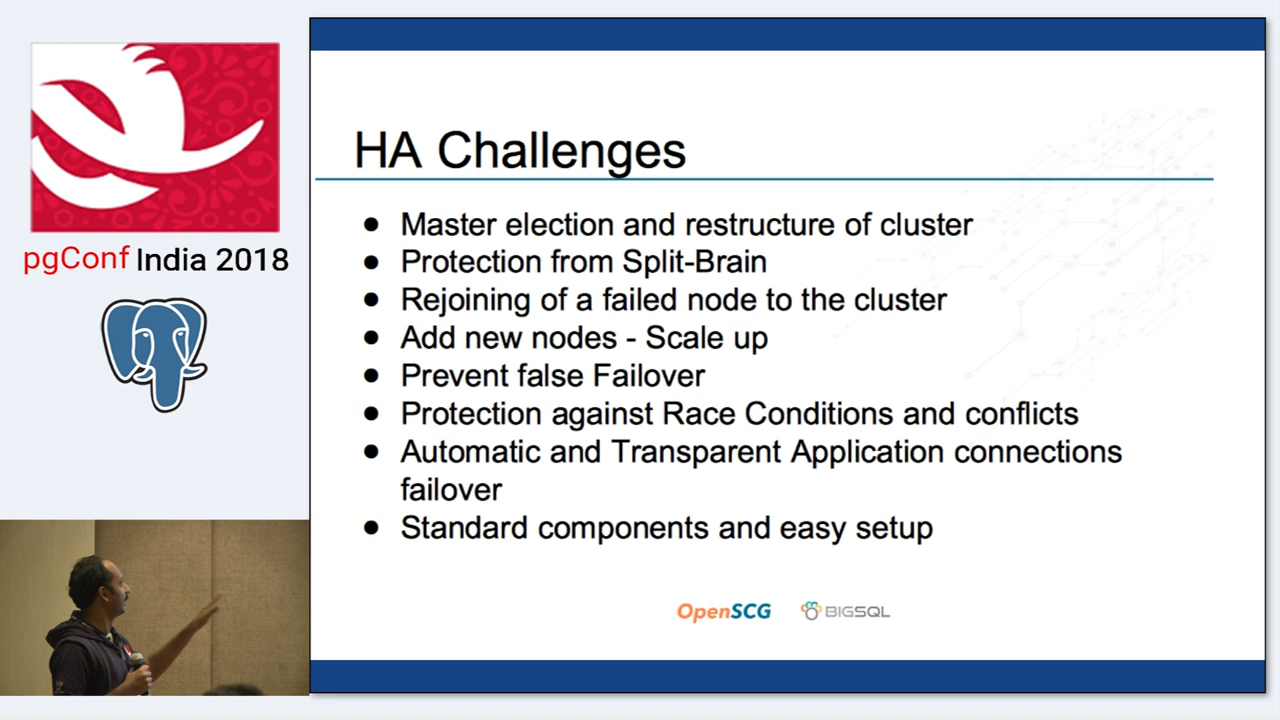 pgConf India 2018
HA Challenges
● Master election and restructure of cluster
● Protection from Split-Brain
● Rejoining of a failed node to the cluster
● Add new nodes - Scale up
● Prevent false Failover
● Protection against Race Conditions and conflicts
● Automatic and Transparent Application connections
failover
● Standard components and easy setup
OpenSCG BIGSQL